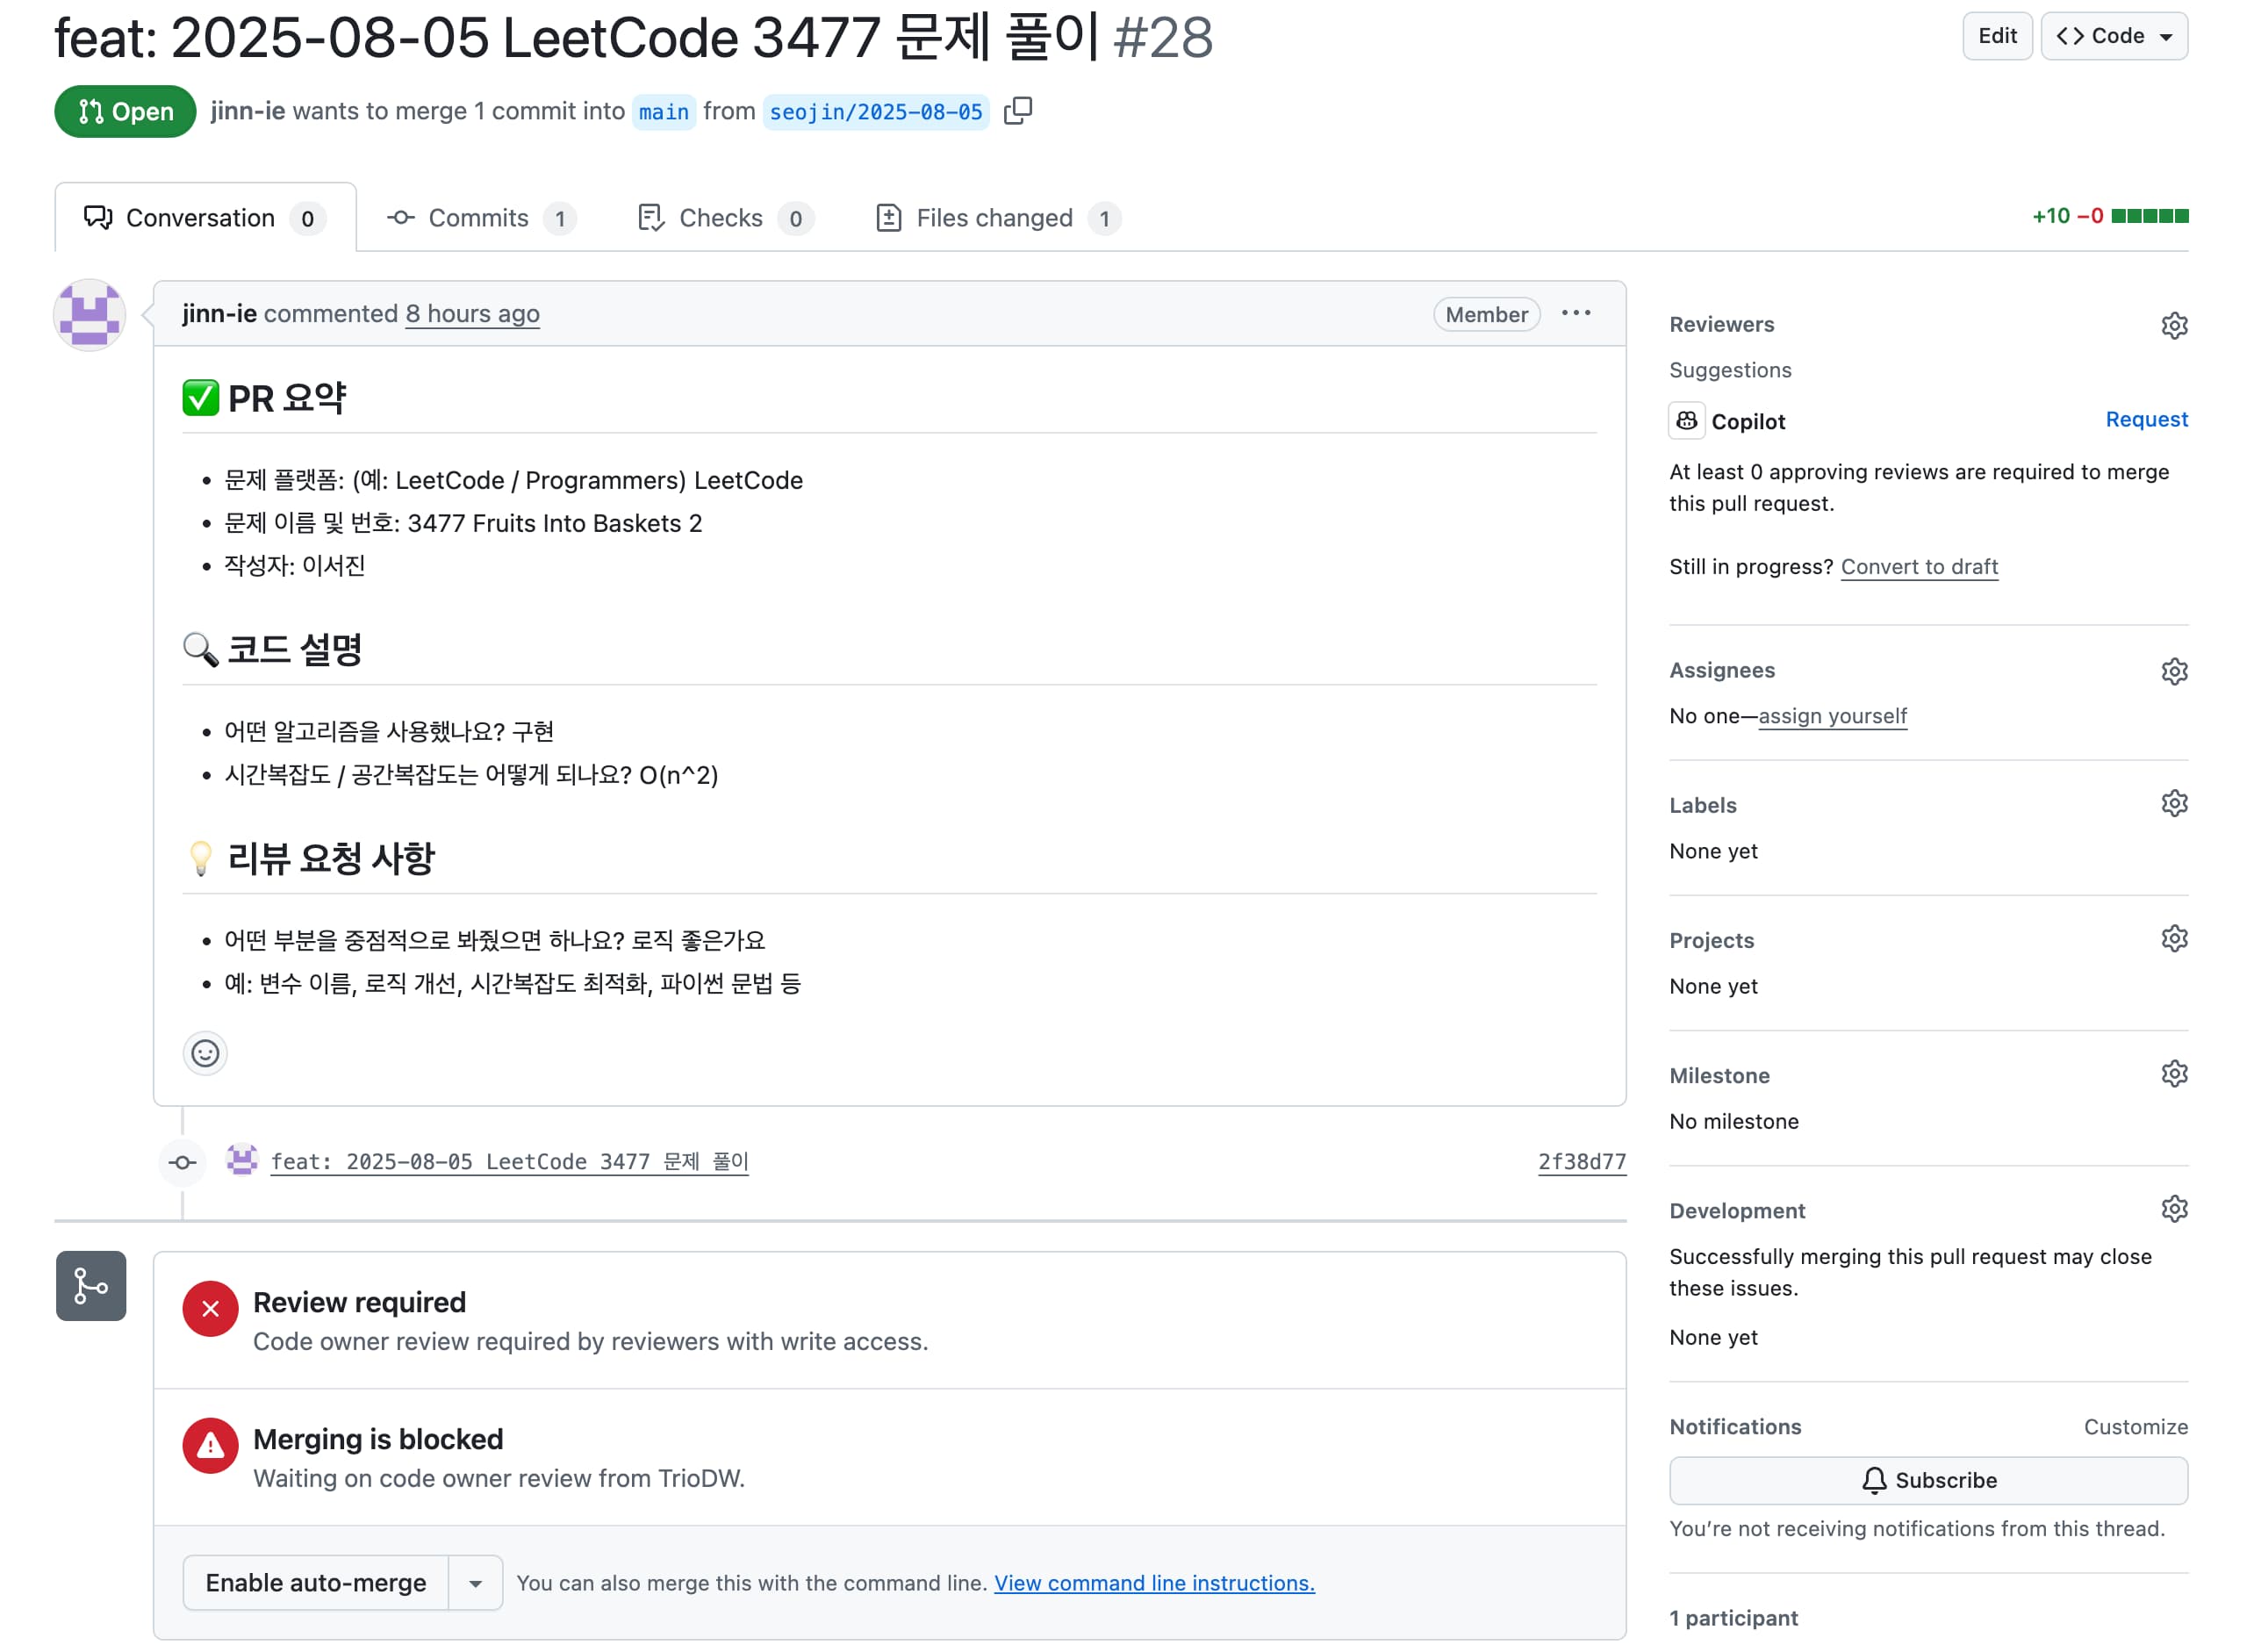 feat: 2025-08-05 LeetCode 3477 문제 풀이 #28
Edit
Code
Open
jinn-ie wants to merge 1 commit into main from seojin/2025-08-05
Conversation 0
Commits 1
Checks 0
Files changed 1
+10 −0
jinn-ie commented 8 hours ago
Member
✅ PR 요약
문제 플랫폼: (예: LeetCode / Programmers) LeetCode
문제 이름 및 번호: 3477 Fruits Into Baskets 2
작성자: 이서진
🔍 코드 설명
어떤 알고리즘을 사용했나요? 구현
시간복잡도 / 공간복잡도는 어떻게 되나요? O(n^2)
💡 리뷰 요청 사항
어떤 부분을 중점적으로 봐줬으면 하나요? 로직 좋은가요
예: 변수 이름, 로직 개선, 시간복잡도 최적화, 파이썬 문법 등
feat: 2025-08-05 LeetCode 3477 문제 풀이
2f38d77
Review required
Code owner review required by reviewers with write access.
Merging is blocked
Waiting on code owner review from TrioDW.
Enable auto-merge
You can also merge this with the command line. View command line instructions.
Reviewers
Suggestions
Copilot
Request
At least 0 approving reviews are required to merge
this pull request.
Still in progress? Convert to draft
Assignees
No one—assign yourself
Labels
None yet
Projects
None yet
Milestone
No milestone
Development
Successfully merging this pull request may close
these issues.
None yet
Notifications
Customize
Subscribe
You’re not receiving notifications from this thread.
1 participant